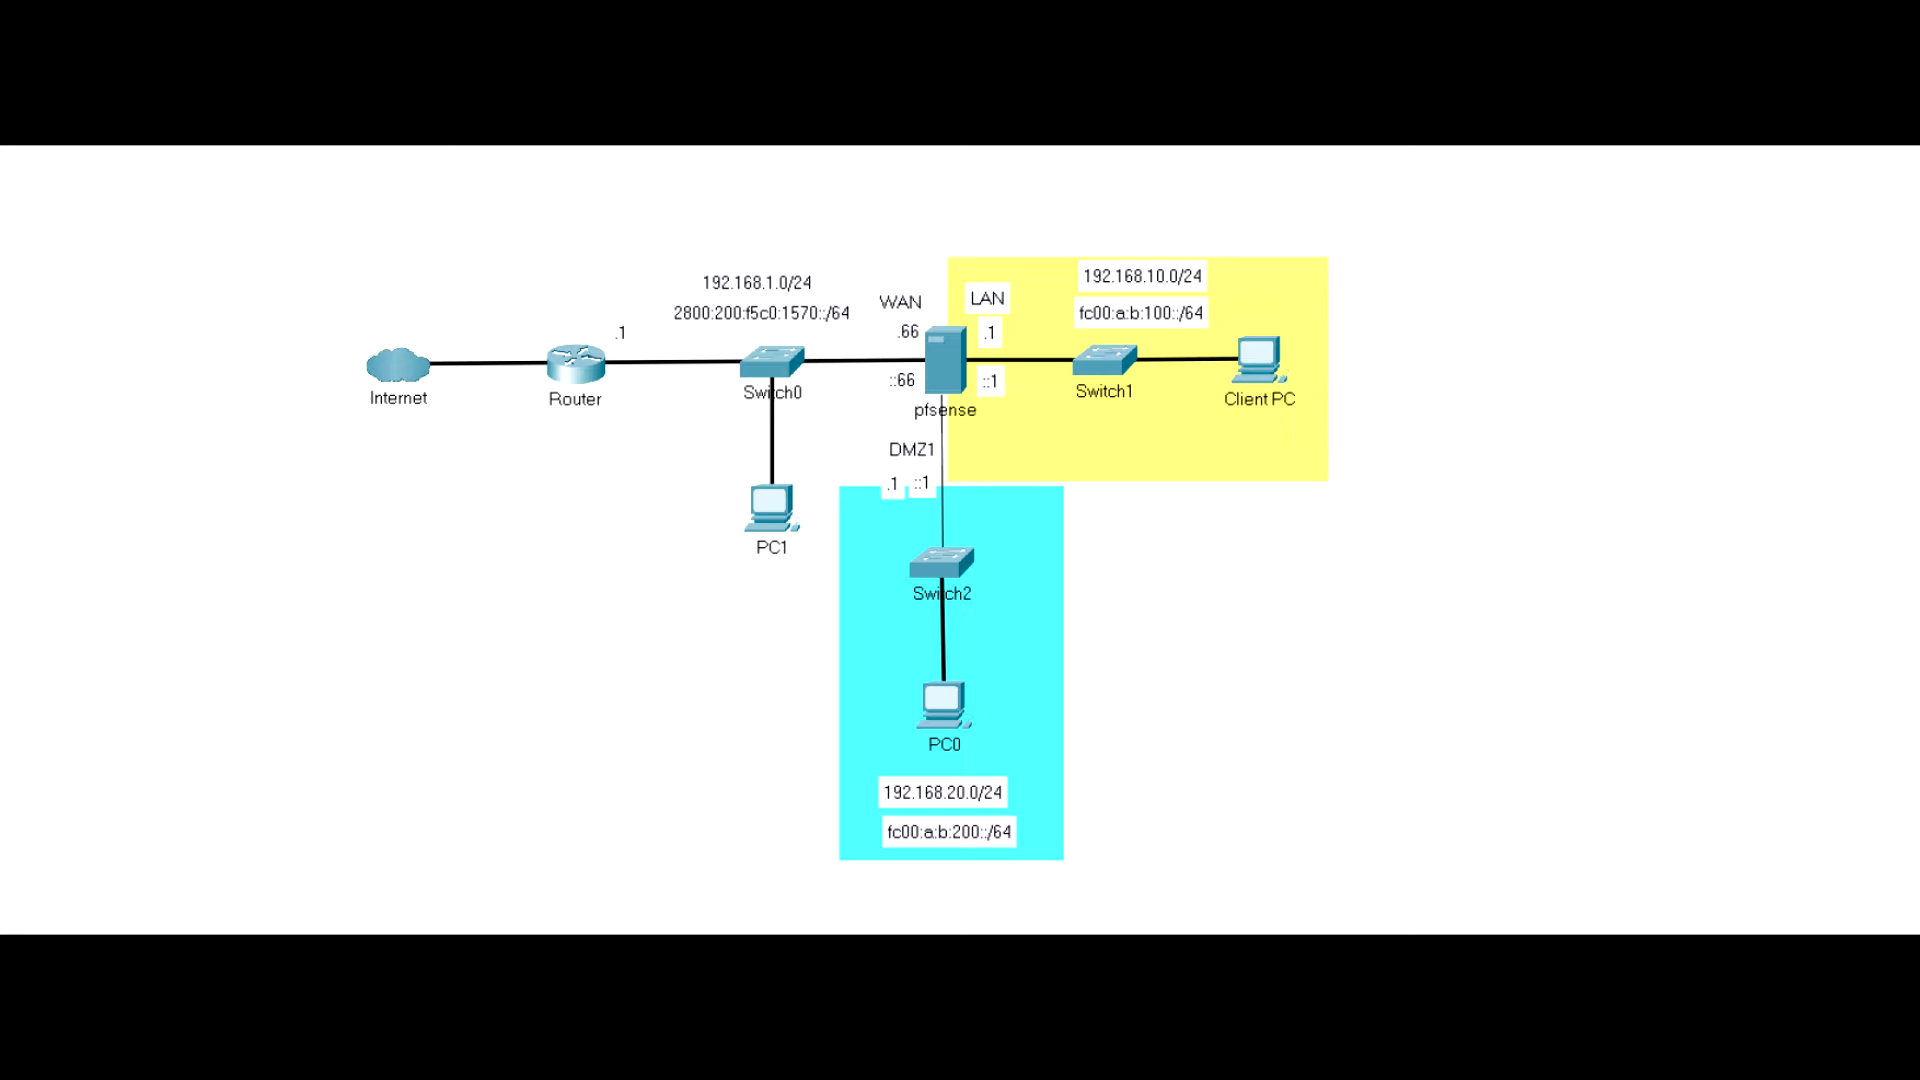 192.168.1.0/24
2800:200:f5c0:1570::/64
WAN
LAN
192.168.10.0/24
fc00:a:b:100::/64
.1
.66
.1
::66
::1
Internet
Router
Switch0
pfsense
Switch1
Client PC
DMZ1
.1
::1
PC1
Switch2
PC0
192.168.20.0/24
fc00:a:b:200::/64